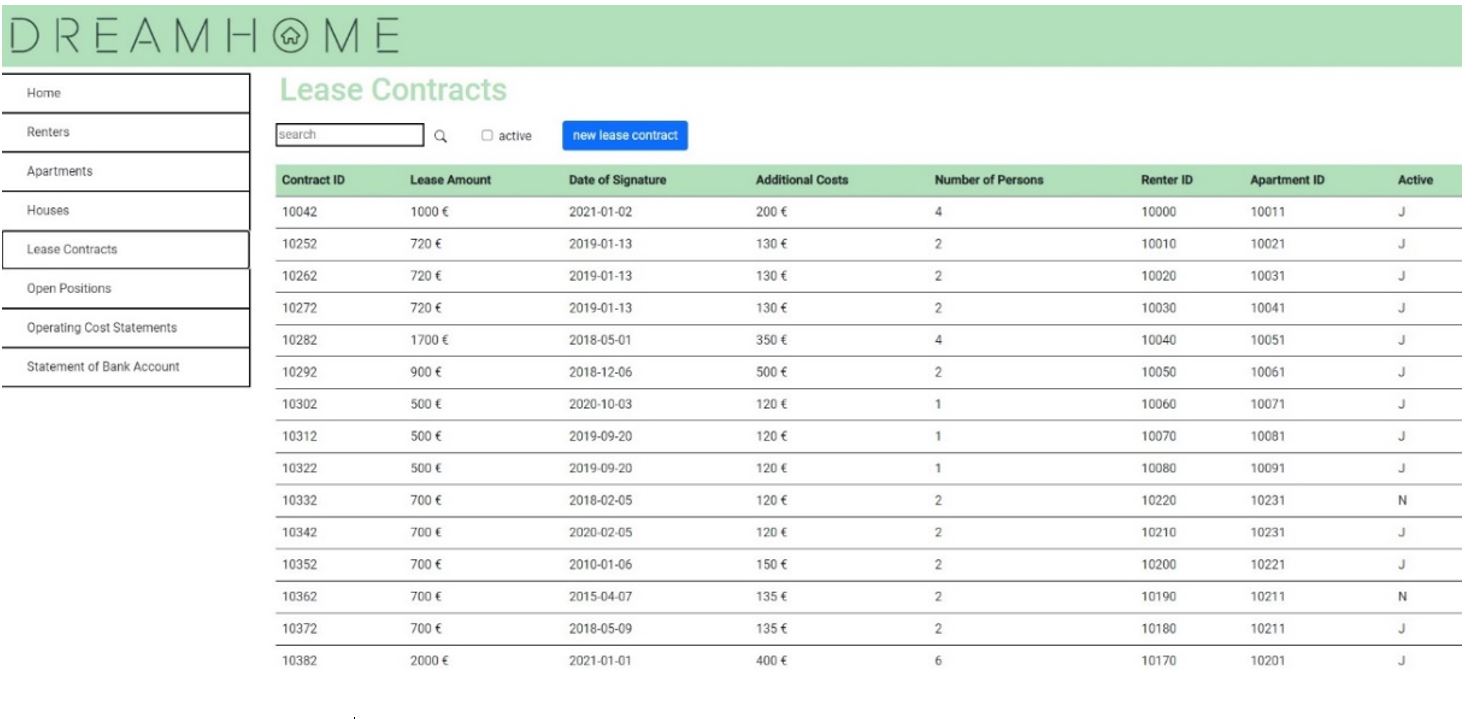 DREAMHOME
Home
Renters
Apartments
Houses
Lease Contracts
Open Positions
Operating Cost Statements
Statement of Bank Account
Lease Contracts
search active new lease contract
Contract ID Lease Amount Date of Signature Additional Costs Number of Persons Renter ID Apartment ID Active
10042 1000 € 2021-01-02 200 € 4 10000 10011 J
10252 720 € 2019-01-13 130 € 2 10010 10021 J
10262 720 € 2019-01-13 130 € 2 10020 10031 J
10272 720 € 2019-01-13 130 € 2 10030 10041 J
10282 1700 € 2018-05-01 350 € 4 10040 10051 J
10292 900 € 2018-12-06 500 € 2 10050 10061 J
10302 500 € 2020-10-03 120 € 1 10060 10071 J
10312 500 € 2019-09-20 120 € 1 10070 10081 J
10322 500 € 2019-09-20 120 € 1 10080 10091 J
10332 700 € 2018-02-05 120 € 2 10220 10231 N
10342 700 € 2020-02-05 120 € 2 10210 10231 J
10352 700 € 2010-01-06 150 € 2 10200 10221 J
10362 700 € 2015-04-07 135 € 2 10190 10211 N
10372 700 € 2018-05-09 135 € 2 10180 10211 J
10382 2000 € 2021-01-01 400 € 6 10170 10201 J